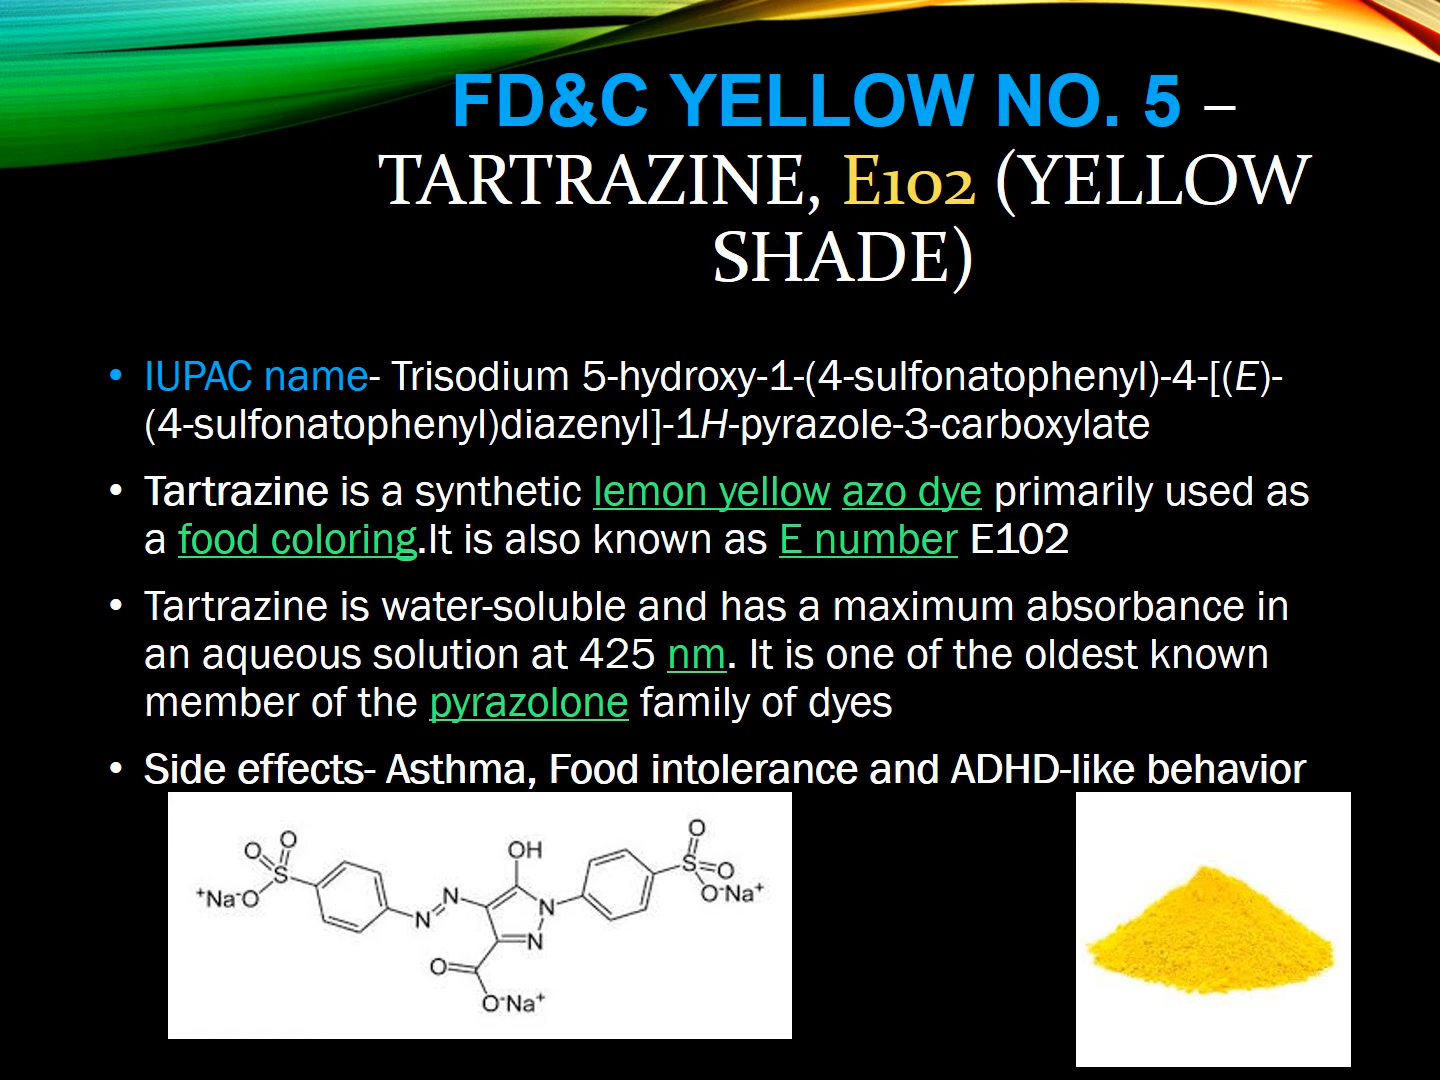 FD&C YELLOW NO. 5 –
TARTRAZINE, E102 (YELLOW
SHADE)
• IUPAC name- Trisodium 5-hydroxy-1-(4-sulfonatophenyl)-4-[(E)-
(4-sulfonatophenyl)diazenyl]-1H-pyrazole-3-carboxylate
• Tartrazine is a synthetic lemon yellow azo dye primarily used as
a food coloring.It is also known as E number E102
• Tartrazine is water-soluble and has a maximum absorbance in
an aqueous solution at 425 nm. It is one of the oldest known
member of the pyrazolone family of dyes
• Side effects- Asthma, Food intolerance and ADHD-like behavior
O O S ⁺Na⁻O
N N
OH
N N
O
O⁻Na⁺
O S O
O⁻Na⁺